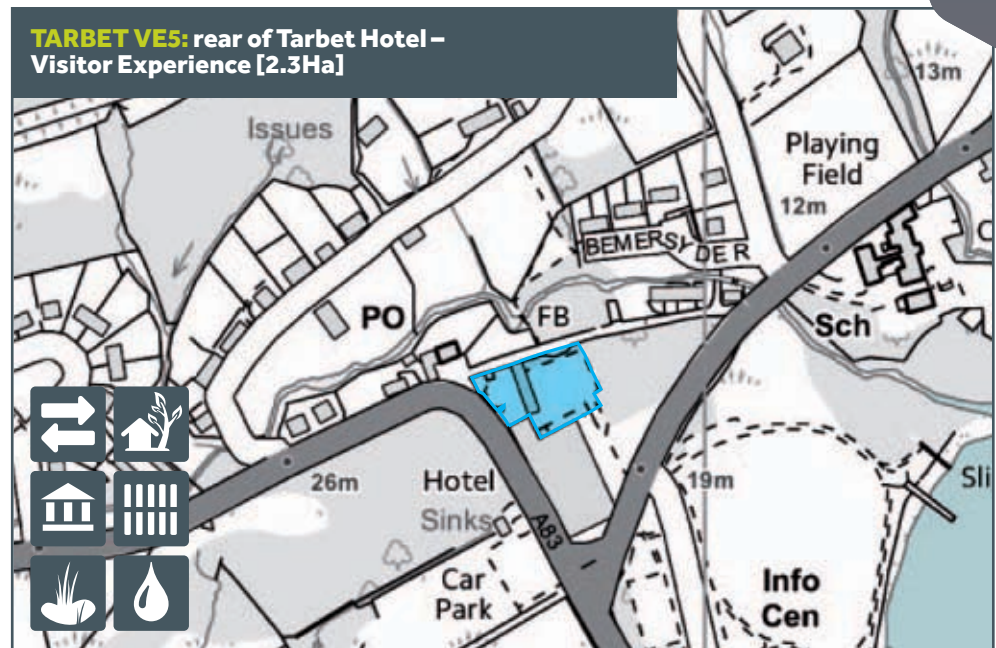 TARBET VE5: rear of Tarbet Hotel –
Visitor Experience [2.3Ha]
13m
Issues
Playing
Field
12m
BEMERSYDE R
PO
FB
Sch
26m
Hotel
19m
Sli
Sinks
A83
Car
Park
Info
Cen